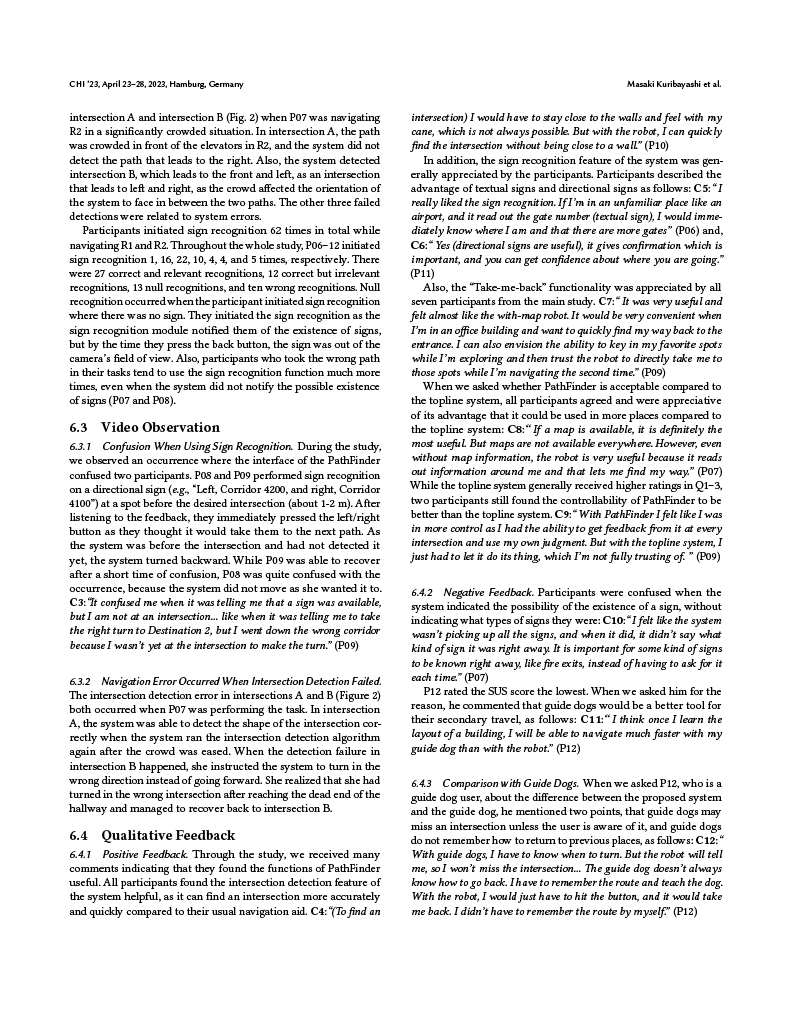 CHI '23, April 23–28, 2023, Hamburg, Germany
Masaki Kuribayashi et al.
intersection A and intersection B (Fig. 2) when P07 was navigating
R2 in a significantly crowded situation. In intersection A, the path
was crowded in front of the elevators in R2, and the system did not
detect the path that leads to the right. Also, the system detected
intersection B, which leads to the front and left, as an intersection
that leads to left and right, as the crowd affected the orientation of
the system to face in between the two paths. The other three failed
detections were related to system errors.
Participants initiated sign recognition 62 times in total while
navigating R1 and R2. Throughout the whole study, P06–12 initiated
sign recognition 1, 16, 22, 10, 4, 4, and 5 times, respectively. There
were 27 correct and relevant recognitions, 12 correct but irrelevant
recognitions, 13 null recognitions, and ten wrong recognitions. Null
recognition occurred when the participant initiated sign recognition
where there was no sign. They initiated the sign recognition as the
sign recognition module notified them of the existence of signs,
but by the time they press the back button, the sign was out of the
camera's field of view. Also, participants who took the wrong path
in their tasks tend to use the sign recognition function much more
times, even when the system did not notify the possible existence
of signs (P07 and P08).
6.3 Video Observation
6.3.1 Confusion When Using Sign Recognition. During the study,
we observed an occurrence where the interface of the PathFinder
confused two participants. P08 and P09 performed sign recognition
on a directional sign (e.g., "Left, Corridor 4200, and right, Corridor
4100") at a spot before the desired intersection (about 1-2 m). After
listening to the feedback, they immediately pressed the left/right
button as they thought it would take them to the next path. As
the system was before the intersection and had not detected it
yet, the system turned backward. While P09 was able to recover
after a short time of confusion, P08 was quite confused with the
occurrence, because the system did not move as she wanted it to.
C3:"It confused me when it was telling me that a sign was available,
but I am not at an intersection... like when it was telling me to take
the right turn to Destination 2, but I went down the wrong corridor
because I wasn't yet at the intersection to make the turn." (P09)
6.3.2 Navigation Error Occurred When Intersection Detection Failed.
The intersection detection error in intersections A and B (Figure 2)
both occurred when P07 was performing the task. In intersection
A, the system was able to detect the shape of the intersection cor-
rectly when the system ran the intersection detection algorithm
again after the crowd was eased. When the detection failure in
intersection B happened, she instructed the system to turn in the
wrong direction instead of going forward. She realized that she had
turned in the wrong intersection after reaching the dead end of the
hallway and managed to recover back to intersection B.
6.4 Qualitative Feedback
6.4.1 Positive Feedback. Through the study, we received many
comments indicating that they found the functions of PathFinder
useful. All participants found the intersection detection feature of
the system helpful, as it can find an intersection more accurately
and quickly compared to their usual navigation aid. C4:"(To find an
intersection) I would have to stay close to the walls and feel with my
cane, which is not always possible. But with the robot, I can quickly
find the intersection without being close to a wall." (P10)
In addition, the sign recognition feature of the system was gen-
erally appreciated by the participants. Participants described the
advantage of textual signs and directional signs as follows: C5:"I
really liked the sign recognition. If I'm in an unfamiliar place like an
airport, and it read out the gate number (textual sign), I would imme-
diately know where I am and that there are more gates" (P06) and,
C6:" Yes (directional signs are useful), it gives confirmation which is
important, and you can get confidence about where you are going."
(P11)
Also, the "Take-me-back" functionality was appreciated by all
seven participants from the main study. C7:" It was very useful and
felt almost like the with-map robot. It would be very convenient when
I'm in an office building and want to quickly find my way back to the
entrance. I can also envision the ability to key in my favorite spots
while I'm exploring and then trust the robot to directly take me to
those spots while I'm navigating the second time." (P09)
When we asked whether PathFinder is acceptable compared to
the topline system, all participants agreed and were appreciative
of its advantage that it could be used in more places compared to
the topline system: C8:" If a map is available, it is definitely the
most useful. But maps are not available everywhere. However, even
without map information, the robot is very useful because it reads
out information around me and that lets me find my way." (P07)
While the topline system generally received higher ratings in Q1–3,
two participants still found the controllability of PathFinder to be
better than the topline system. C9:"With PathFinder I felt like I was
in more control as I had the ability to get feedback from it at every
intersection and use my own judgment. But with the topline system, I
just had to let it do its thing, which I'm not fully trusting of. " (P09)
6.4.2 Negative Feedback. Participants were confused when the
system indicated the possibility of the existence of a sign, without
indicating what types of signs they were: C10:"I felt like the system
wasn't picking up all the signs, and when it did, it didn't say what
kind of sign it was right away. It is important for some kind of signs
to be known right away, like fire exits, instead of having to ask for it
each time." (P07)
P12 rated the SUS score the lowest. When we asked him for the
reason, he commented that guide dogs would be a better tool for
their secondary travel, as follows: C11:" I think once I learn the
layout of a building, I will be able to navigate much faster with my
guide dog than with the robot." (P12)
6.4.3 Comparison with Guide Dogs. When we asked P12, who is a
guide dog user, about the difference between the proposed system
and the guide dog, he mentioned two points, that guide dogs may
miss an intersection unless the user is aware of it, and guide dogs
do not remember how to return to previous places, as follows: C12:"
With guide dogs, I have to know when to turn. But the robot will tell
me, so I won't miss the intersection... The guide dog doesn't always
know how to go back. I have to remember the route and teach the dog.
With the robot, I would just have to hit the button, and it would take
me back. I didn't have to remember the route by myself." (P12)